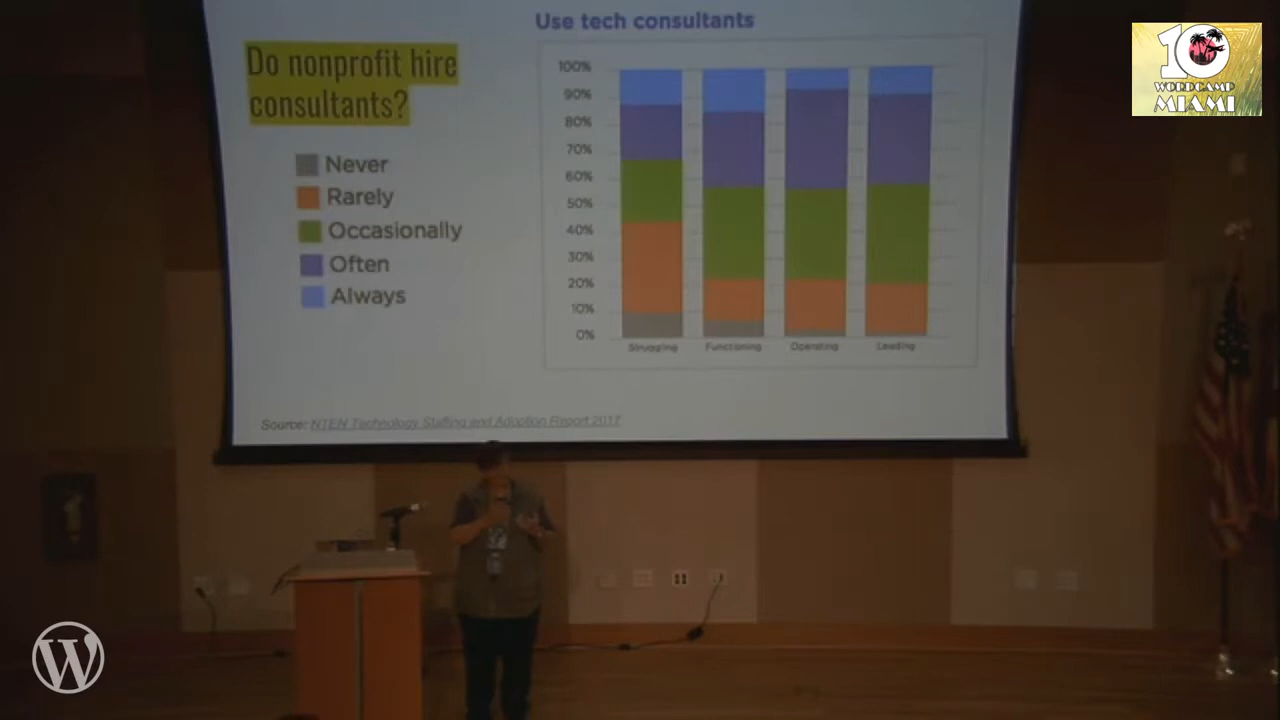 Use tech consultants
Do nonprofit hire
consultants?
Never
Rarely
Occasionally
Often
Always
100%
90%
80%
70%
60%
50%
40%
30%
20%
10%
0%
Struggling
Functioning
Operating
Leading
Source: NTEN Technology Staffing and Adoption Report 2017
10
WORDCAMP
MIAMI